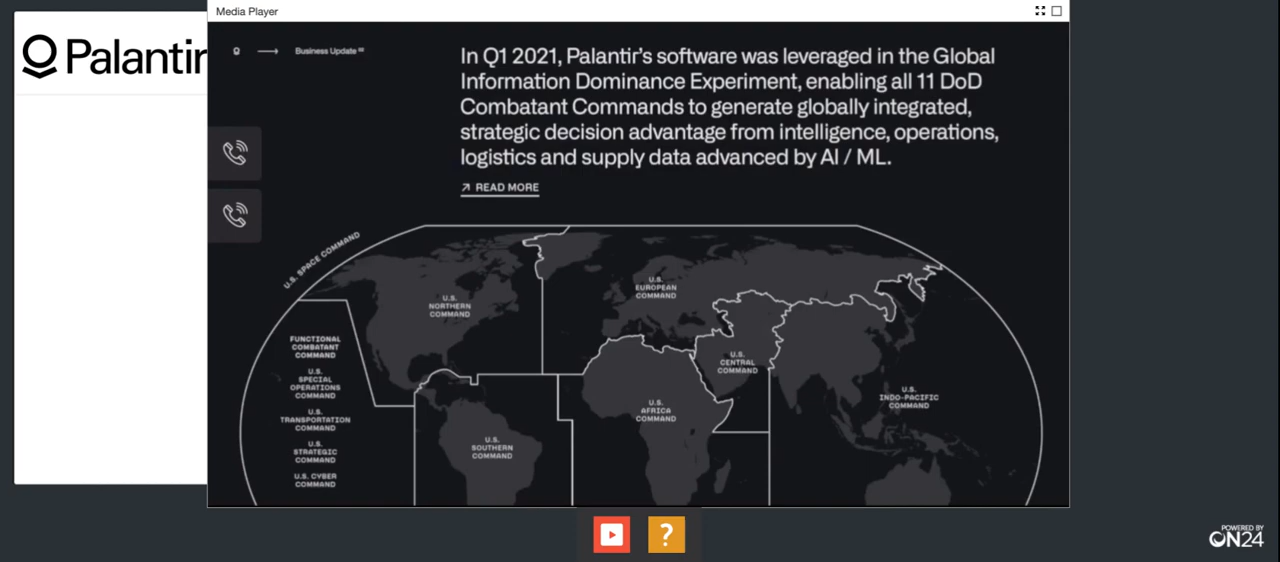 Media Player
Palantir
Business Update
In Q1 2021, Palantir’s software was leveraged in the Global
Information Dominance Experiment, enabling all 11 DoD
Combatant Commands to generate globally integrated,
strategic decision advantage from intelligence, operations,
logistics and supply data advanced by AI / ML.
READ MORE
U.S. SPACE COMMAND
U.S.
NORTHERN
COMMAND
U.S.
EUROPEAN
COMMAND
FUNCTIONAL
COMBATANT
COMMAND
U.S.
SPECIAL
OPERATIONS
COMMAND
U.S.
TRANSPORTATION
COMMAND
U.S.
STRATEGIC
COMMAND
U.S. CYBER
COMMAND
U.S.
CENTRAL
COMMAND
U.S.
AFRICA
COMMAND
U.S.
INDO-PACIFIC
COMMAND
U.S.
SOUTHERN
COMMAND
?
POWERED BY
ON24